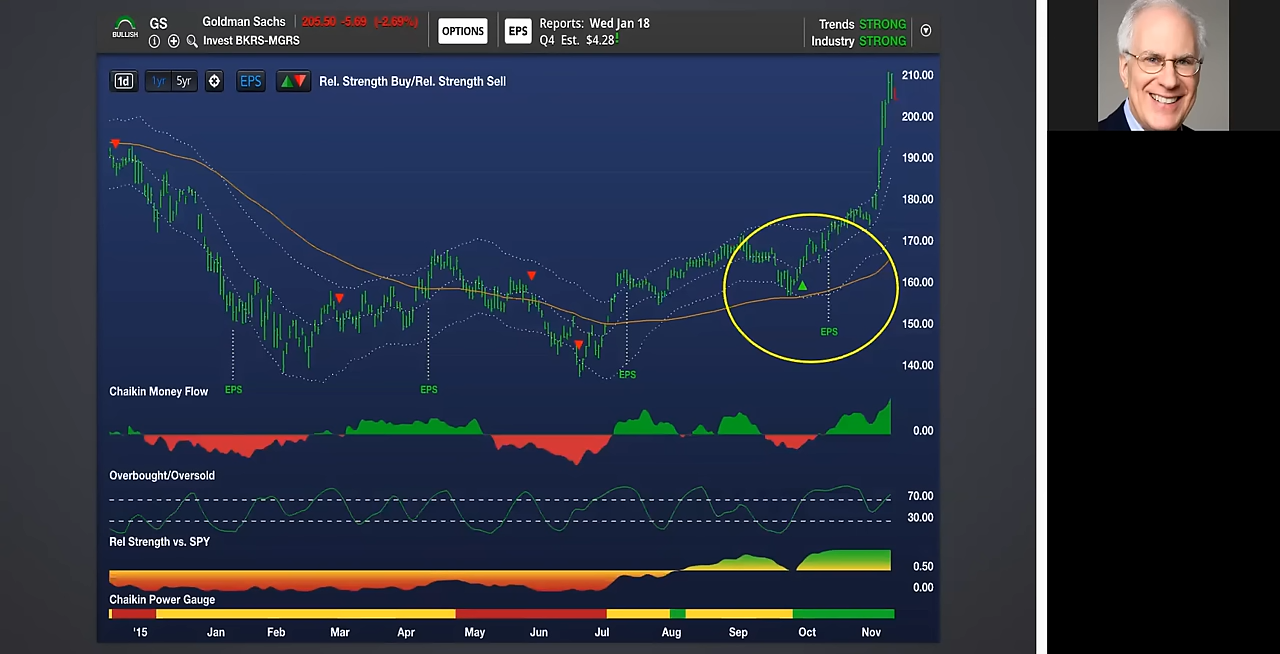 GS
Goldman Sachs 205.50 -5.69 (-2.69%)
BULLISH
Invest BKRS-MGRS
OPTIONS
EPS
Reports: Wed Jan 18
Q4 Est. $4.28!
Trends STRONG
Industry STRONG
1d 1yr 5yr EPS Rel. Strength Buy/Rel. Strength Sell
210.00
200.00
190.00
180.00
170.00
160.00
150.00
140.00
EPS EPS EPS EPS
Chaikin Money Flow
0.00
Overbought/Oversold
70.00
30.00
Rel Strength vs. SPY
0.50
0.00
Chaikin Power Gauge
'15 Jan Feb Mar Apr May Jun Jul Aug Sep Oct Nov